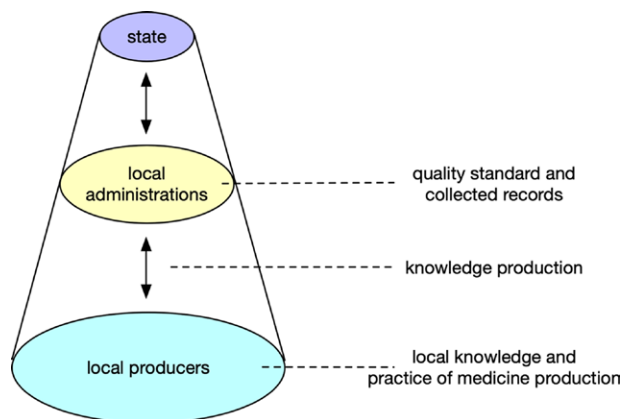 state
local
administrations
quality standard and
collected records
knowledge production
local producers
local knowledge and
practice of medicine production